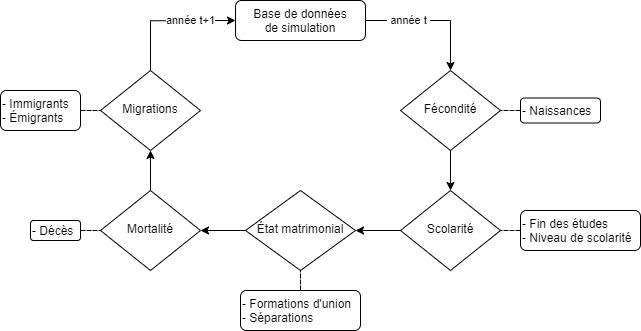 Base de données
de simulation
année t
Fécondité
- Naissances
Scolarité
- Fin des études
- Niveau de scolarité
État matrimonial
- Formations d'union
- Séparations
Mortalité
- Décès
Migrations
- Immigrants
- Émigrants
année t+1